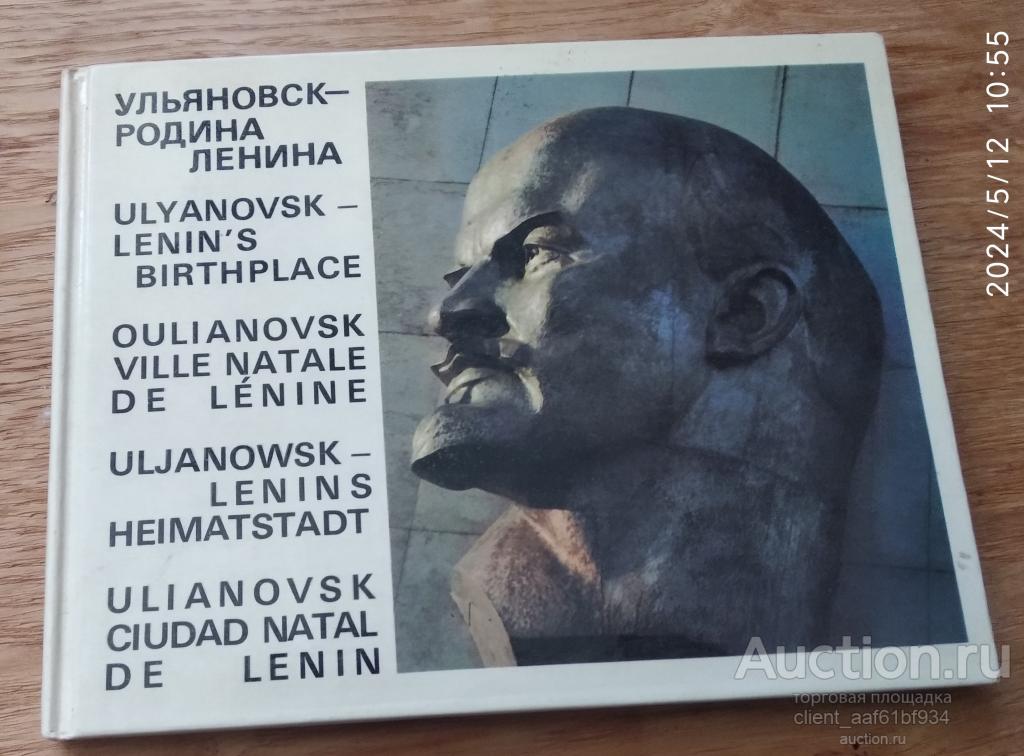 УЛЬЯНОВСК—
РОДИНА
ЛЕНИНА
ULYANOVSK –
LENIN'S
BIRTHPLACE
OULIANOVSK
VILLE NATALE
DE LÉNINE
ULJANOWSK –
LENINS
HEIMATSTADT
ULIANOVSK
CIUDAD NATAL
DE LENIN
2024/5/12 10:55
Auction.ru
торговая площадка
client_aaf61bf934
auction.ru